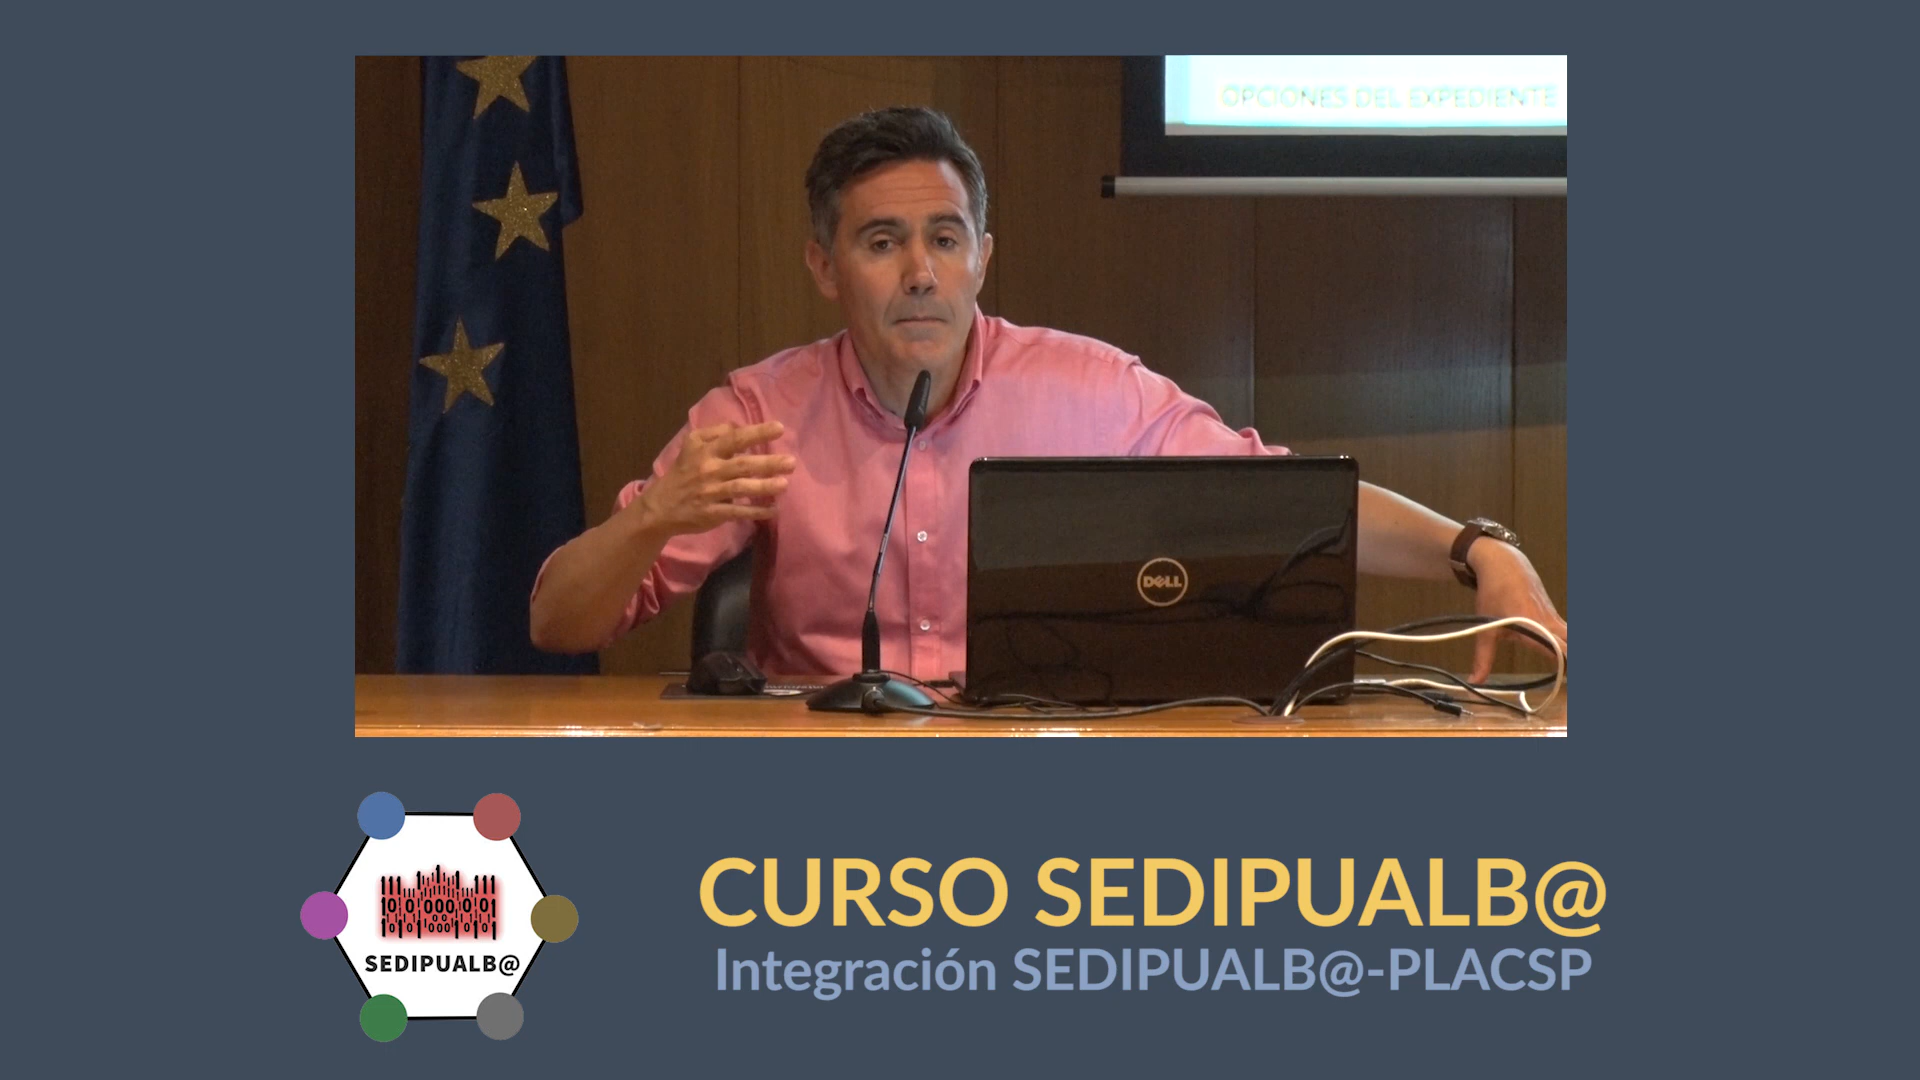 OPCIONES DEL EXPEDIENTE
DELL
SEDIPUALB@
CURSO SEDIPUALB@
Integración SEDIPUALB@-PLACSP